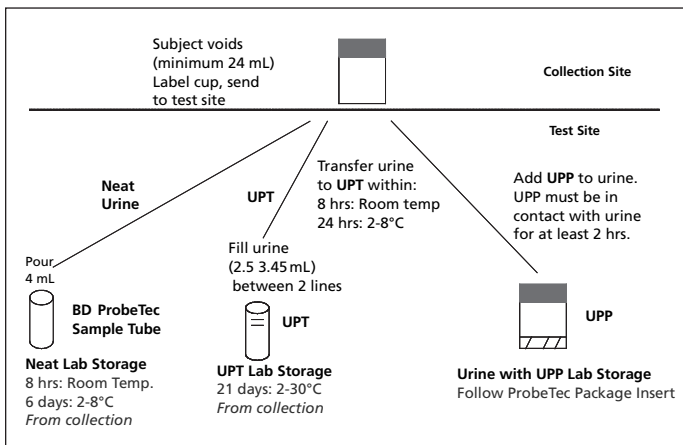 Subject voids
(minimum 24 mL)
Label cup, send
to test site
Collection Site
Test Site
Neat
Urine
UPT
Transfer urine
to UPT within:
8 hrs: Room temp
24 hrs: 2-8°C
Add UPP to urine.
UPP must be in
contact with urine
for at least 2 hrs.
Pour
4 mL
BD ProbeTec
Sample Tube
Neat Lab Storage
8 hrs: Room Temp.
6 days: 2-8°C
From collection
Fill urine
(2.5 3.45 mL)
between 2 lines
UPT
UPT Lab Storage
21 days: 2-30°C
From collection
UPP
Urine with UPP Lab Storage
Follow ProbeTec Package Insert